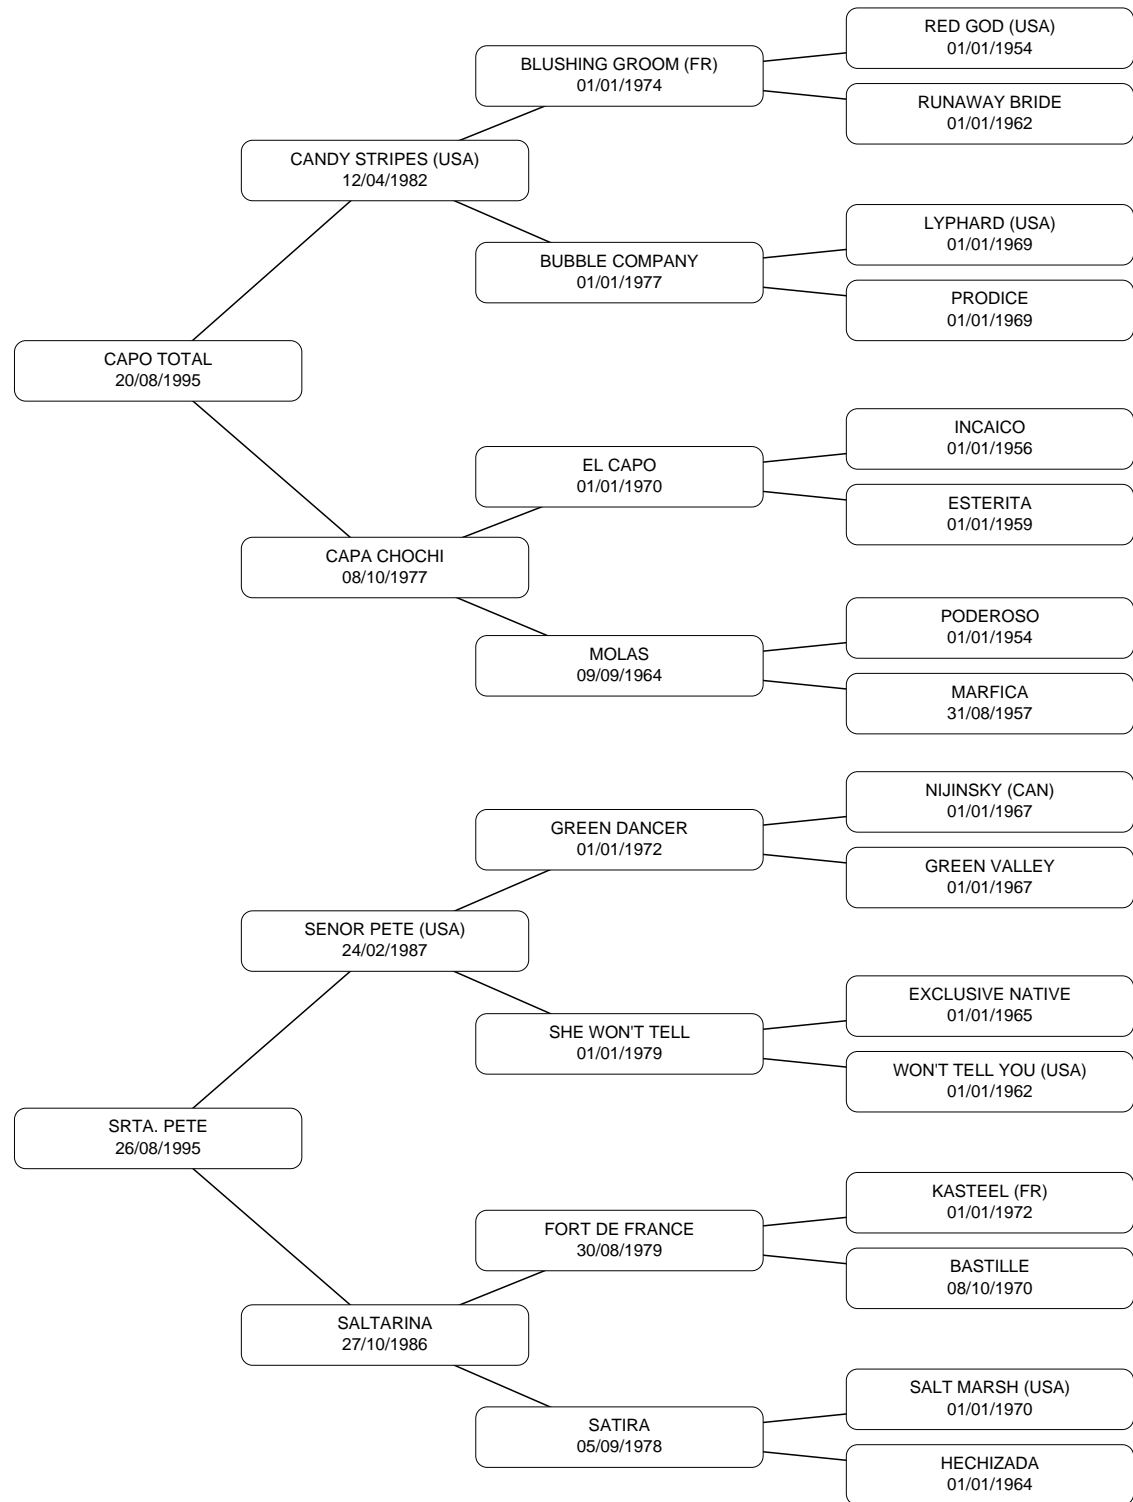 RED GOD (USA)
01/01/1954
BLUSHING GROOM (FR)
01/01/1974
RUNAWAY BRIDE
01/01/1962
CANDY STRIPES (USA)
12/04/1982
LYPHARD (USA)
01/01/1969
BUBBLE COMPANY
01/01/1977
PRODICE
01/01/1969
CAPO TOTAL
20/08/1995
INCAICO
01/01/1956
EL CAPO
01/01/1970
ESTERITA
01/01/1959
CAPA CHOCHI
08/10/1977
PODEROSO
01/01/1954
MOLAS
09/09/1964
MARFICA
31/08/1957
NIJINSKY (CAN)
01/01/1967
GREEN DANCER
01/01/1972
GREEN VALLEY
01/01/1967
SENOR PETE (USA)
24/02/1987
EXCLUSIVE NATIVE
01/01/1965
SHE WON'T TELL
01/01/1979
WON'T TELL YOU (USA)
01/01/1962
SRTA. PETE
26/08/1995
KASTEEL (FR)
01/01/1972
FORT DE FRANCE
30/08/1979
BASTILLE
08/10/1970
SALTARINA
27/10/1986
SALT MARSH (USA)
01/01/1970
SATIRA
05/09/1978
HECHIZADA
01/01/1964